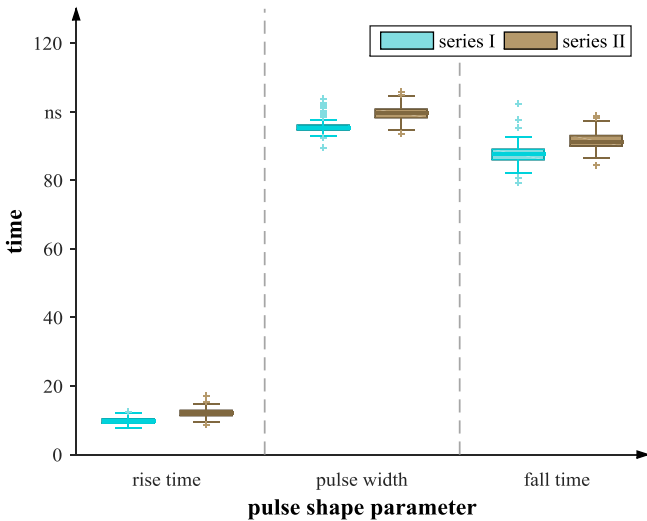 120
ns
80
60
40
20
0
time
series I
series II
rise time
pulse width
fall time
pulse shape parameter